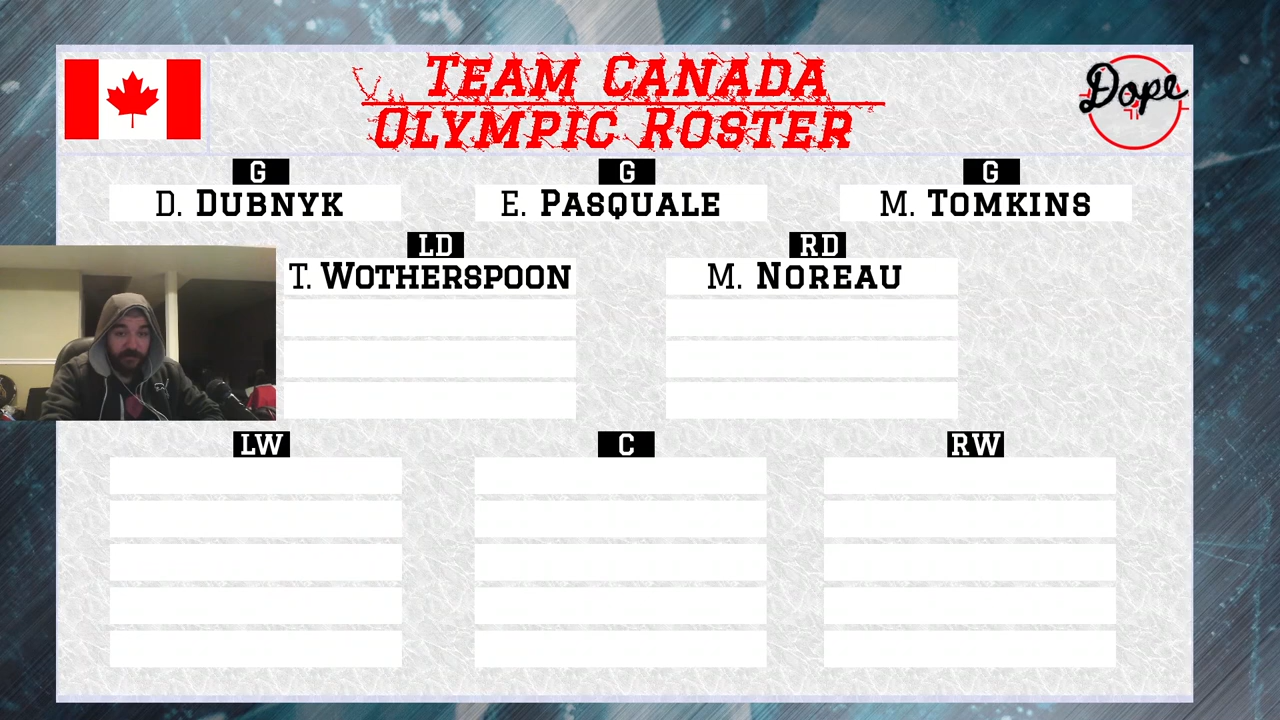 Team Canada
Olympic Roster
Dope
G
D. Dubnyk
G
E. Pasquale
G
M. Tomkins
LD
T. Wotherspoon
RD
M. Noreau
LW
C
RW